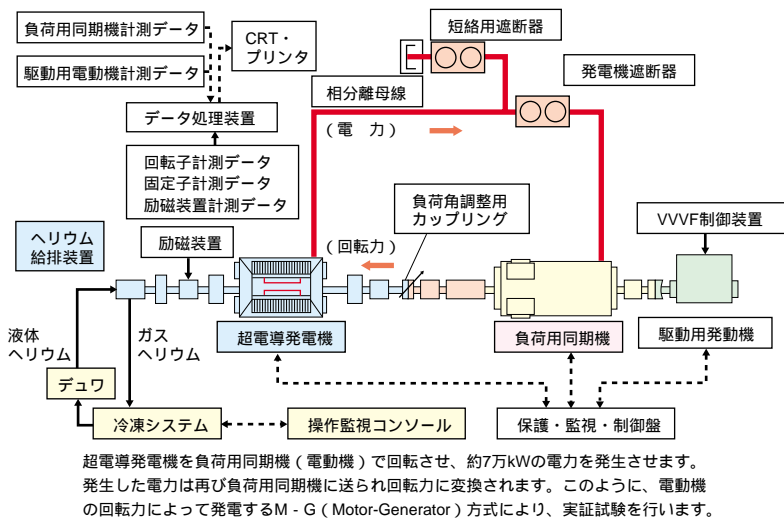 負荷用同期機計測データ
駆動用電動機計測データ
CRT・
プリンタ
データ処理装置
回転子計測データ
固定子計測データ
励磁装置計測データ
短絡用遮断器
相分離母線
発電機遮断器
(電　力)
(回転力)
負荷角調整用
カップリング
VVVF制御装置
ヘリウム
給排装置
励磁装置
液体
ヘリウム
ガス
ヘリウム
超電導発電機
負荷用同期機
駆動用発動機
デュワ
冷凍システム
操作監視コンソール
保護・監視・制御盤
超電導発電機を負荷用同期機(電動機)で回転させ、約7万kWの電力を発生させます。
発生した電力は再び負荷用同期機に送られ回転力に変換されます。このように、電動機
の回転力によって発電するM - G(Motor-Generator)方式により、実証試験を行います。